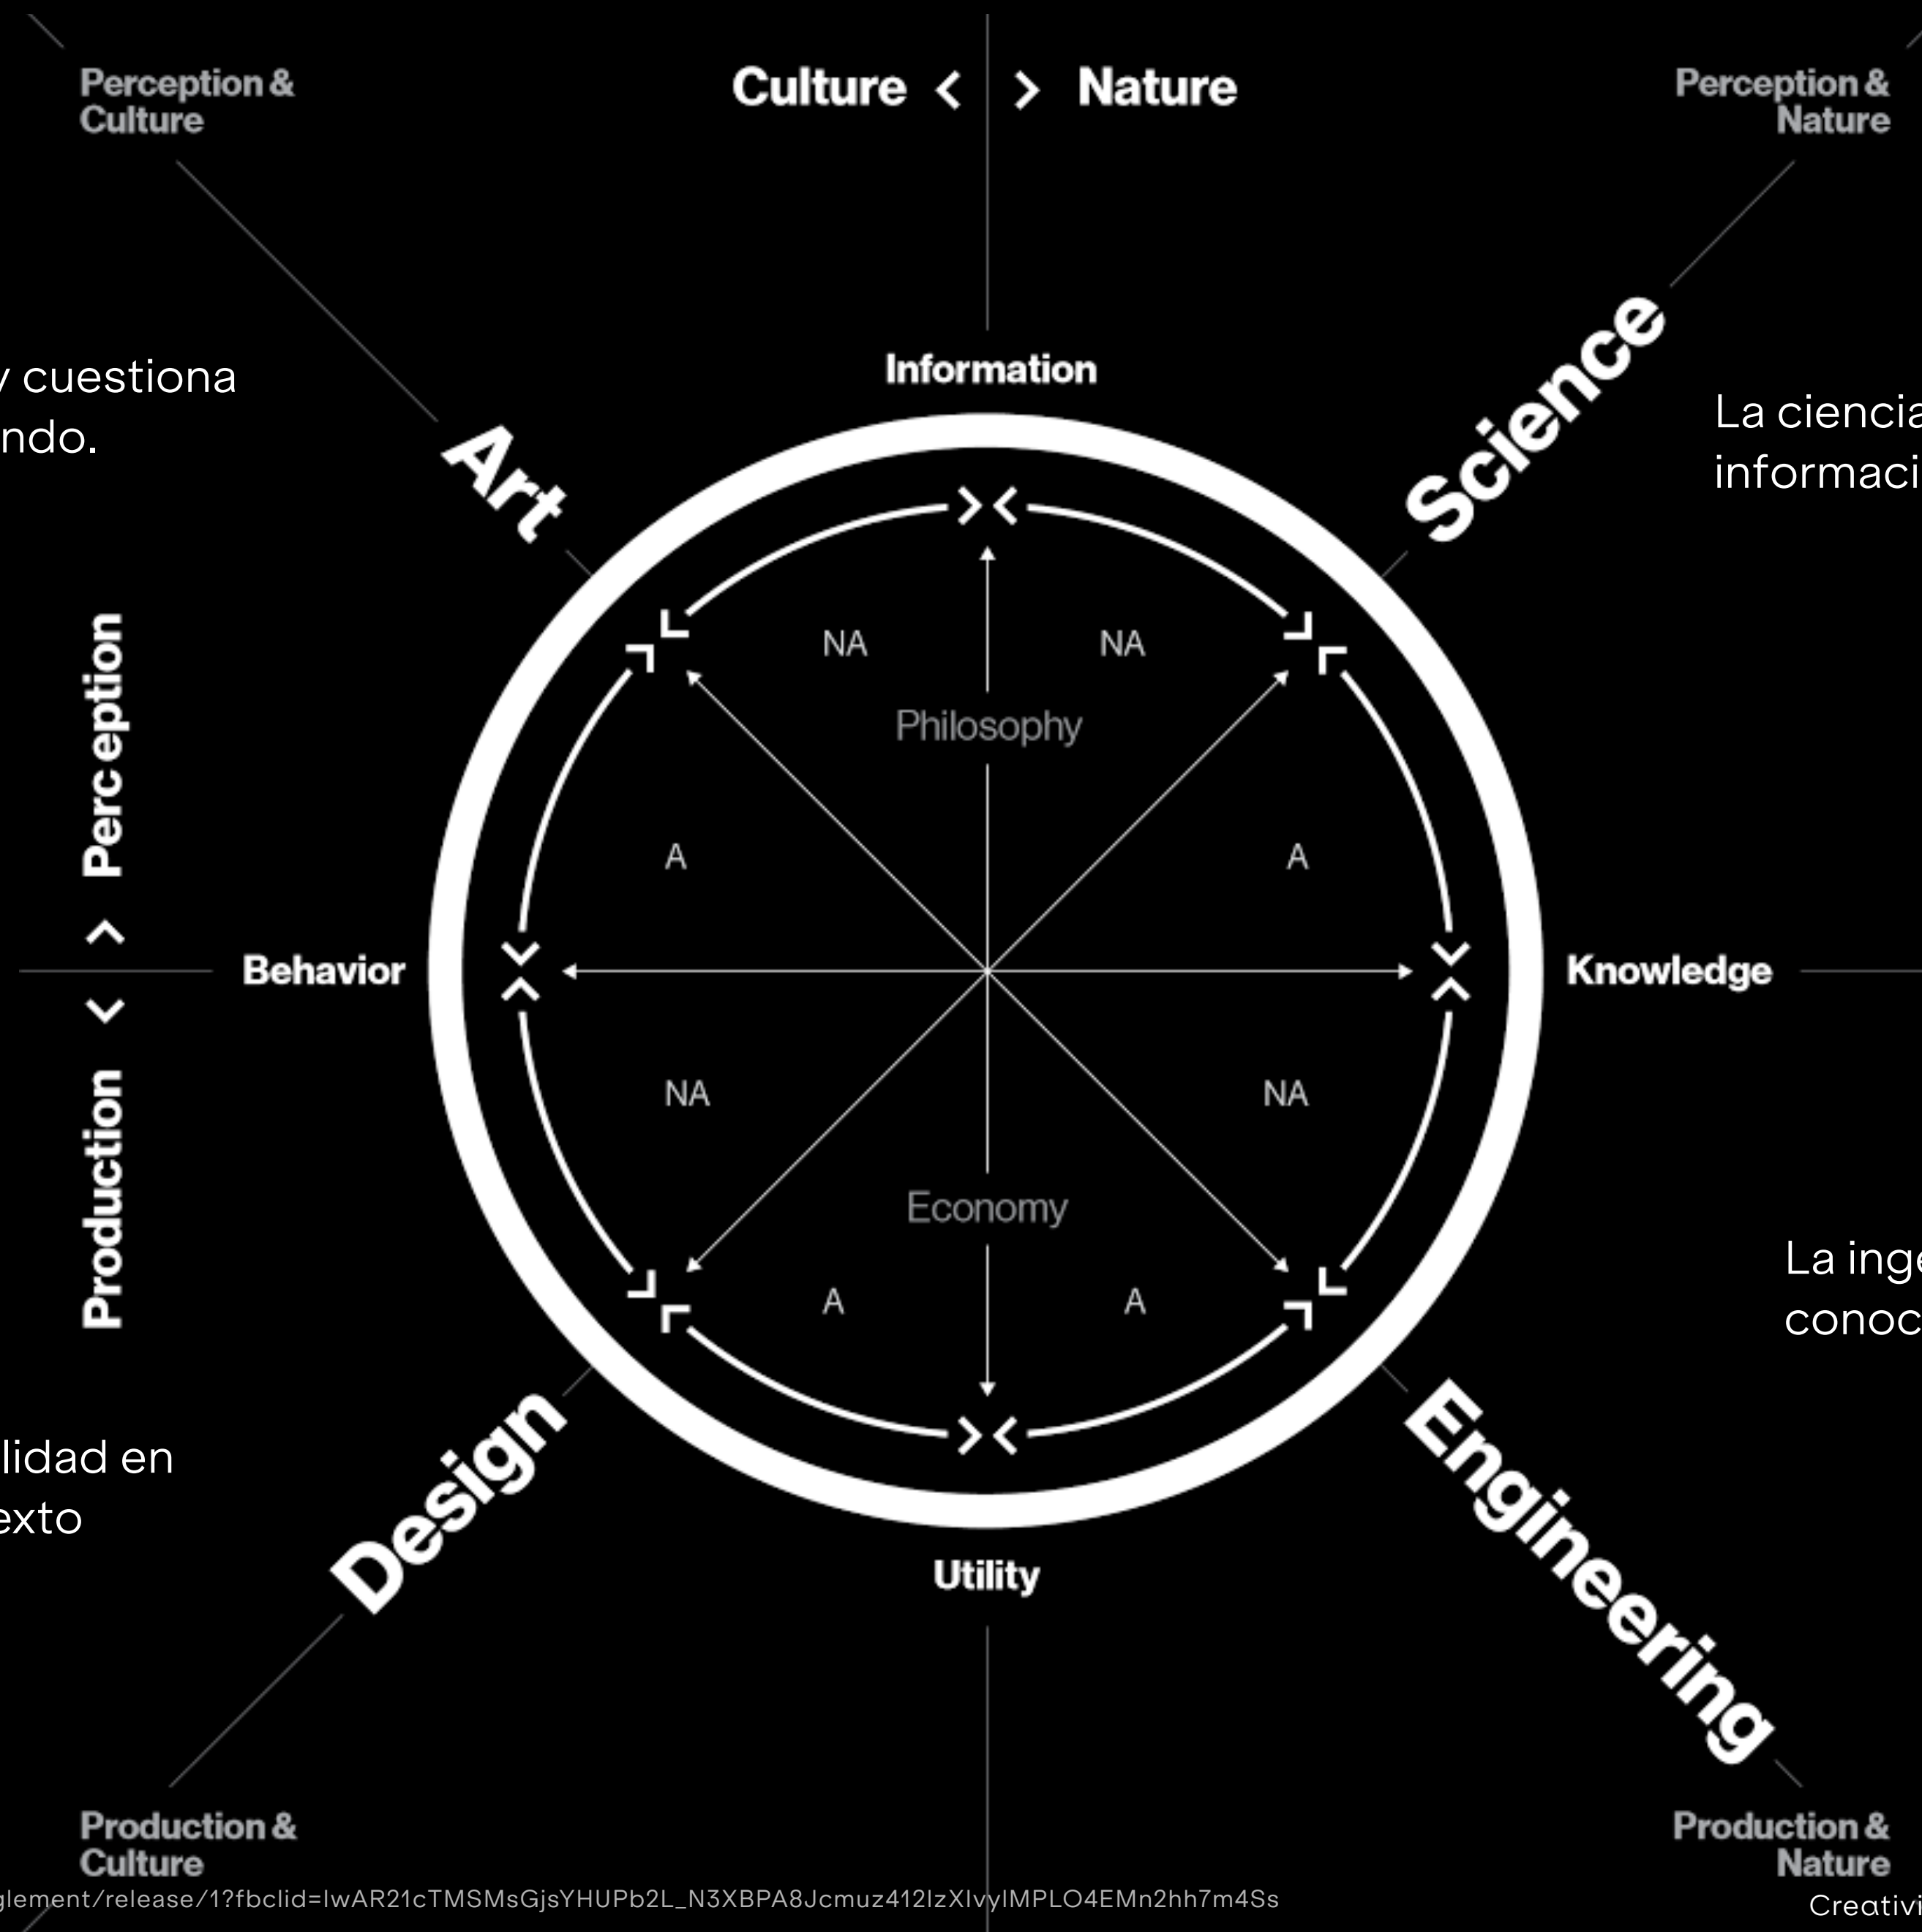 Perception &
Culture
Culture < > Nature
Perception &
Nature
Information
Art
Science
y cuestiona
ndo.
La ciencia
informaci
NA
NA
Philosophy
A
A
Perception
Behavior
Knowledge
Production
NA
NA
Economy
A
A
La inge
conoc
Design
Engineering
lidad en
exto
Utility
Production &
Culture
Production &
Nature
glement/release/1?fbclid=IwAR21cTMSMsGjsYHUPb2L_N3XBPA8Jcmuz412IzXIvyIMPLO4EMn2hh7m4Ss
Creativi